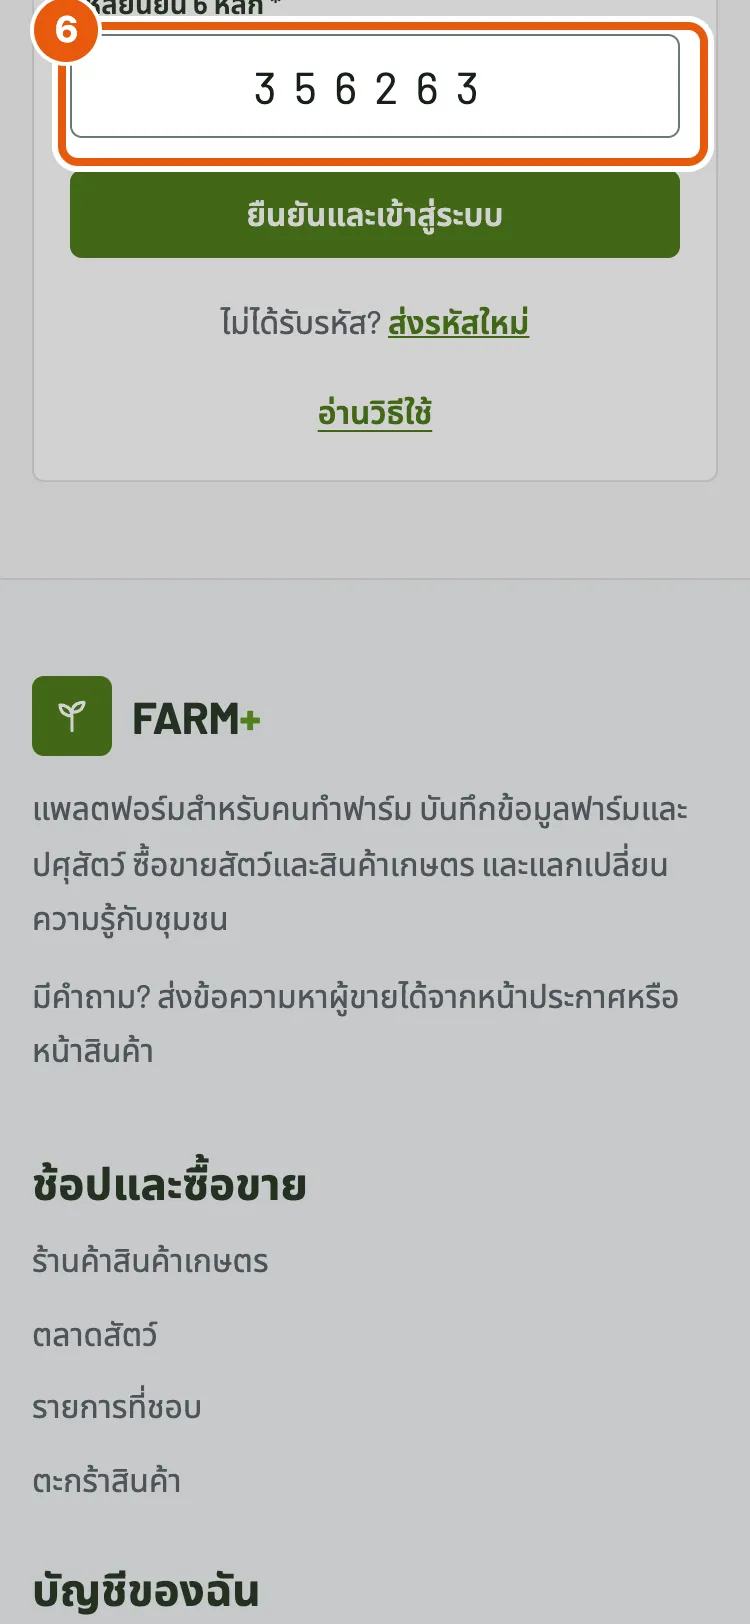 6
รหัสยืนยัน 6 หลัก *
356263
ยืนยันและเข้าสู่ระบบ
ไม่ได้รับรหัส? ส่งรหัสใหม่
อ่านวิธีใช้
FARM+
แพลตฟอร์มสำหรับคนทำฟาร์ม บันทึกข้อมูลฟาร์มและ
ปศุสัตว์ ซื้อขายสัตว์และสินค้าเกษตร และแลกเปลี่ยน
ความรู้กับชุมชน
มีคำถาม? ส่งข้อความหาผู้ขายได้จากหน้าประกาศหรือ
หน้าสินค้า
ช้อปและซื้อขาย
ร้านค้าสินค้าเกษตร
ตลาดสัตว์
รายการที่ชอบ
ตะกร้าสินค้า
บัญชีของฉัน